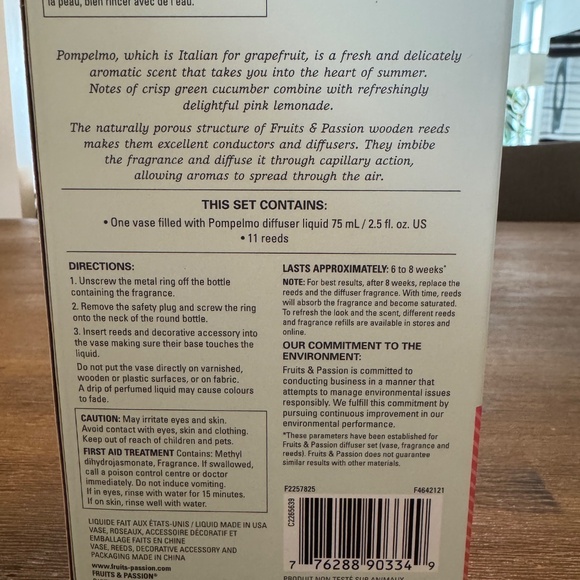 la peau, bien rincer avec de l'eau.
Pompelmo, which is Italian for grapefruit, is a fresh and delicately
aromatic scent that takes you into the heart of summer.
Notes of crisp green cucumber combine with refreshingly
delightful pink lemonade.
The naturally porous structure of Fruits & Passion wooden reeds
makes them excellent conductors and diffusers. They imbibe
the fragrance and diffuse it through capillary action,
allowing aromas to spread through the air.
THIS SET CONTAINS:
• One vase filled with Pompelmo diffuser liquid 75 mL / 2.5 fl. oz. US
• 11 reeds
DIRECTIONS:
1. Unscrew the metal ring off the bottle
containing the fragrance.
2. Remove the safety plug and screw the ring
onto the neck of the round bottle.
3. Insert reeds and decorative accessory into
the vase making sure their base touches the
liquid.
Do not put the vase directly on varnished,
wooden or plastic surfaces, or on fabric.
A drip of perfumed liquid may cause colours
to fade.
CAUTION: May irritate eyes and skin.
Avoid contact with eyes, skin and clothing.
Keep out of reach of children and pets.
FIRST AID TREATMENT Contains: Methyl
dihydrojasmonate, Fragrance. If swallowed,
call a poison control centre or doctor
immediately. Do not induce vomiting.
If in eyes, rinse with water for 15 minutes.
If on skin, rinse well with water.
LIQUIDE FAIT AUX ÉTATS-UNIS / LIQUID MADE IN USA
VASE, ROSEAUX, ACCESSOIRE DÉCORATIF ET
EMBALLAGE FAITS EN CHINE
VASE, REEDS, DECORATIVE ACCESSORY AND
PACKAGING MADE IN CHINA
www.fruits-passion.com
FRUITS & PASSION®
LASTS APPROXIMATELY: 6 to 8 weeks*
NOTE: For best results, after 8 weeks, replace the
reeds and the diffuser fragrance. With time, reeds
will absorb the fragrance and become saturated.
To refresh the look and the scent, different reeds
and fragrance refills are available in stores and
online.
OUR COMMITMENT TO THE
ENVIRONMENT:
Fruits & Passion is committed to
conducting business in a manner that
attempts to manage environmental issues
responsibly. We fulfill this commitment by
pursuing continuous improvement in our
environmental performance.
*These parameters have been established for
Fruits & Passion diffuser set (vase, fragrance and
reeds). Fruits & Passion does not guarantee
similar results with other materials.
F2257825 F4642121
C2265639
7 76288 90334 9
PRODUIT NON TESTÉ SUR ANIMAUX